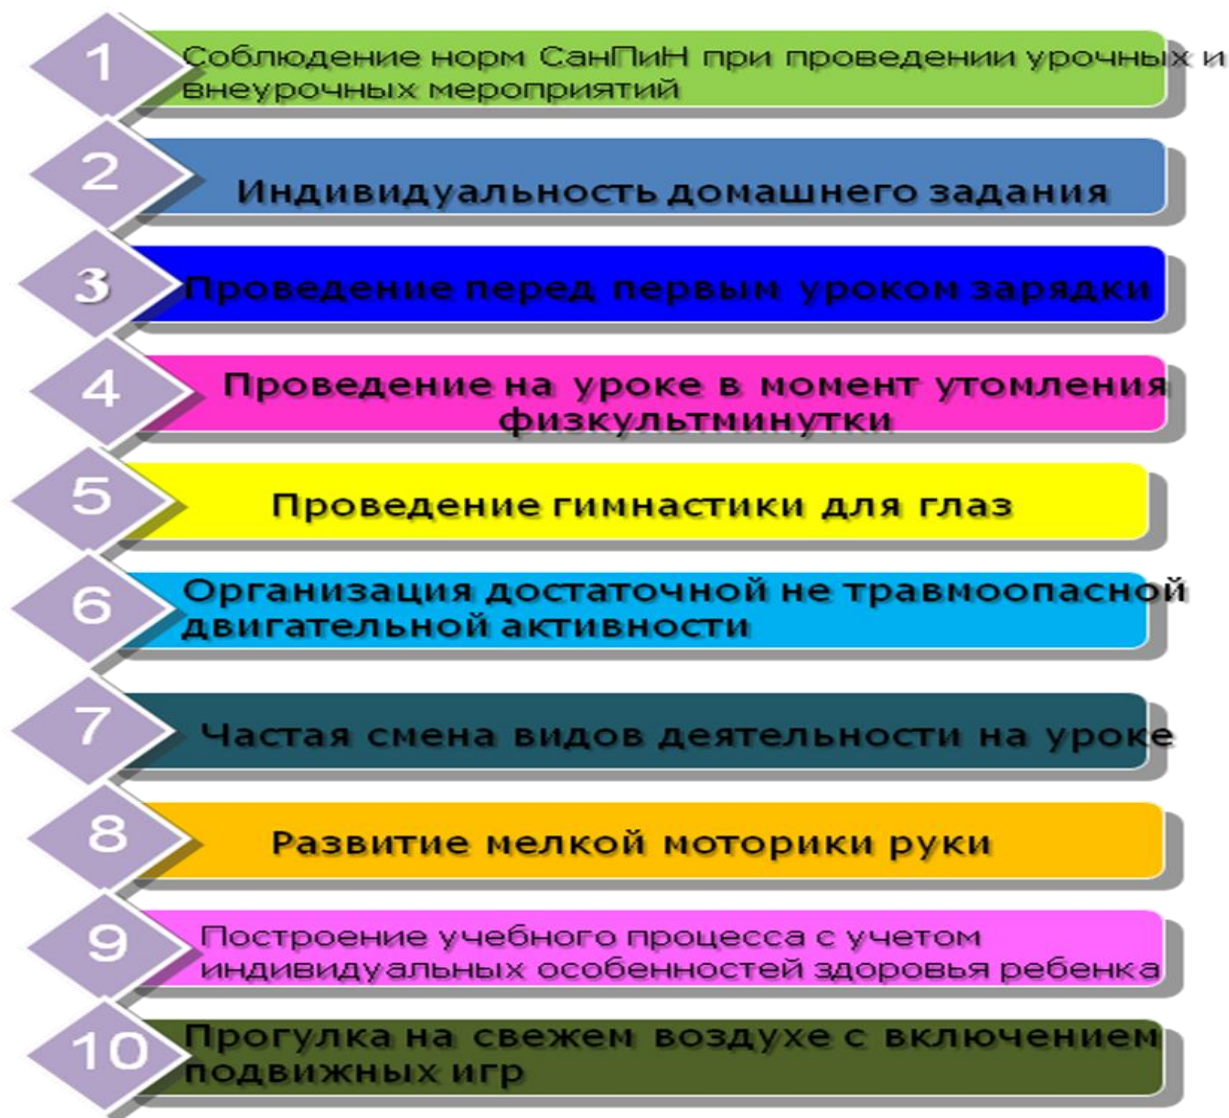 1
Соблюдение норм СанПиН при проведении урочных и
внеурочных мероприятий
2
Индивидуальность домашнего задания
3
Проведение перед первым уроком зарядки
4
Проведение на уроке в момент утомления
физкультминутки
5
Проведение гимнастики для глаз
6
Организация достаточной не травмоопасной
двигательной активности
7
Частая смена видов деятельности на уроке
8
Развитие мелкой моторики руки
9
Построение учебного процесса с учетом
индивидуальных особенностей здоровья ребенка
10
Прогулка на свежем воздухе с включением
подвижных игр